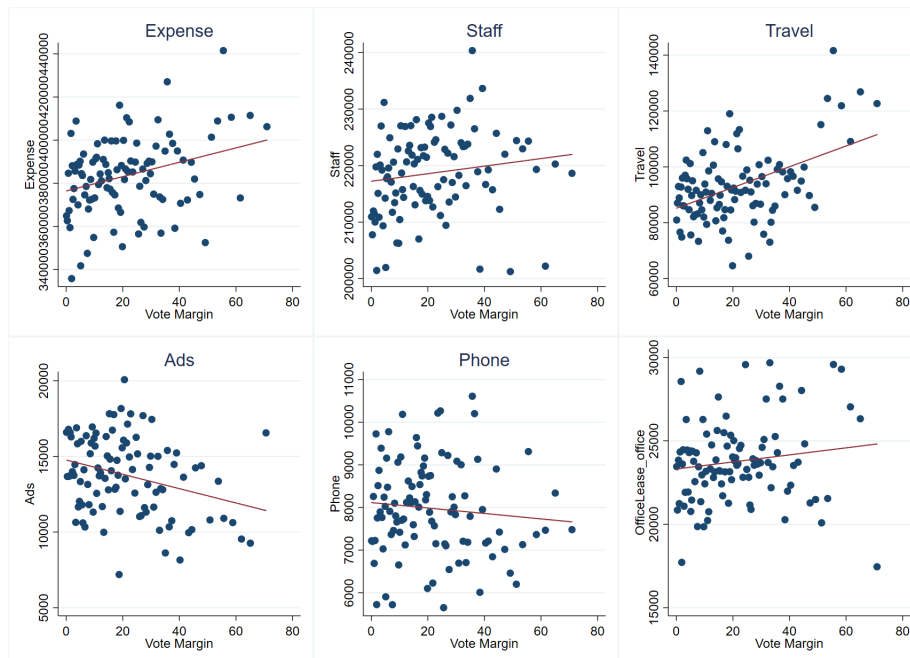 Expense
Expense
340000 360000 380000 400000 420000 440000
0 20 40 60 80
Vote Margin
Staff
Staff
200000 210000 220000 230000 240000
0 20 40 60 80
Vote Margin
Travel
Travel
60000 80000 100000 120000 140000
0 20 40 60 80
Vote Margin
Ads
Ads
5000 10000 15000 20000
0 20 40 60 80
Vote Margin
Phone
Phone
6000 7000 8000 9000 10000 11000
0 20 40 60 80
Vote Margin
OfficeLease_office
15000 20000 25000 30000
0 20 40 60 80
Vote Margin